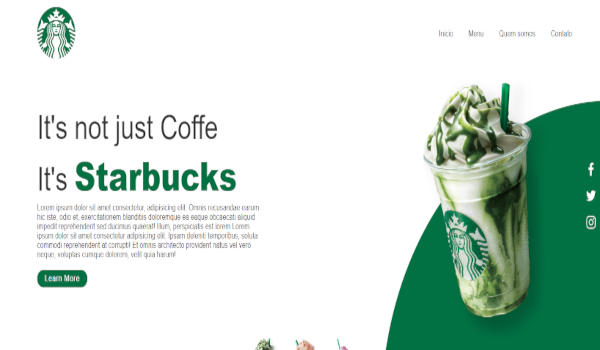 Inicio Menu Quem somos Contato
It's not just Coffe
It's Starbucks
Lorem ipsum dolor sit amet consectetur, adipisicing elit. Omnis recusandae earum
hic iste, odio et, exercitationem blanditiis doloremque ea eaque obcaecati aliquid
impedit reprehenderit sed ducimus quaerat! Illum, perspiciatis est lorem Lorem
ipsum dolor sit amet consectetur adipisicing elit. Ipsam deleniti temporibus, soluta
commodi reprehenderit at corrupti! Et omnis architecto provident natus vel vero
neque, voluptas cumque dolorem, velit quia harum!
Learn More